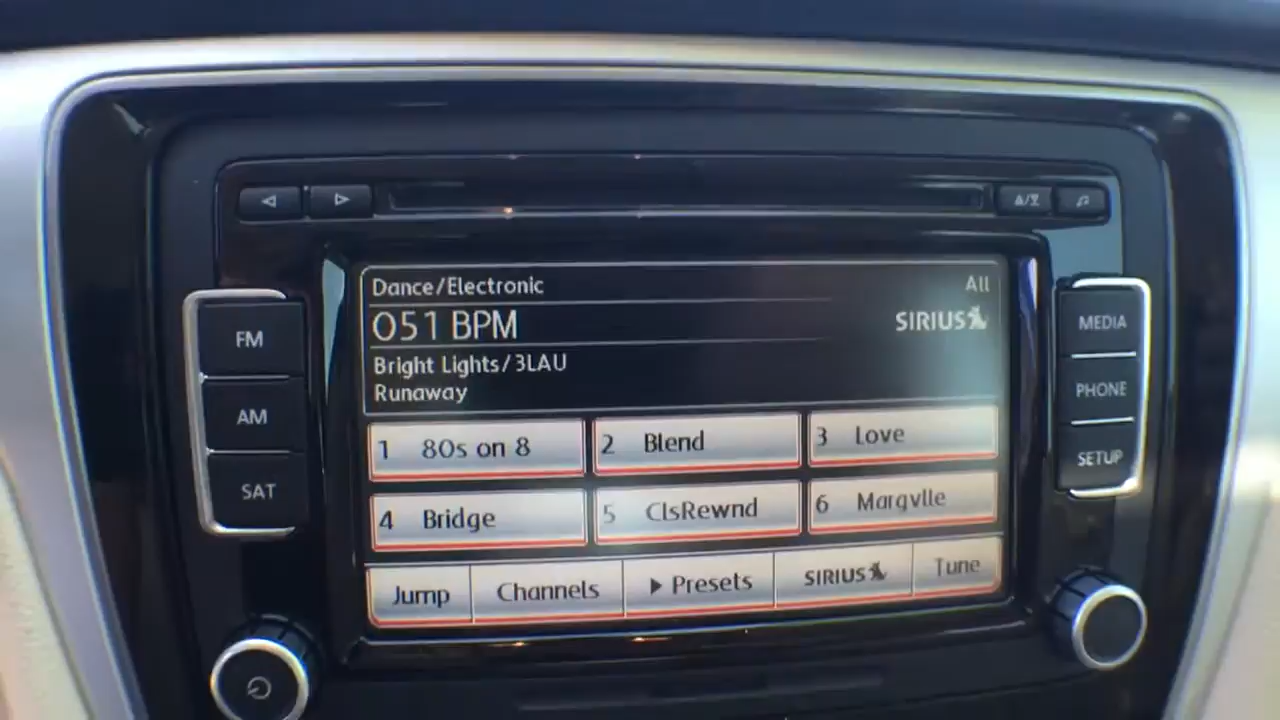 Dance/Electronic All
051 BPM SIRIUS
Bright Lights/3LAU
Runaway
1 80s on 8 2 Blend 3 Love
4 Bridge 5 ClsRewnd 6 Margvlle
Jump Channels Presets SIRIUS Tune
FM
AM
SAT
MEDIA
PHONE
SETUP